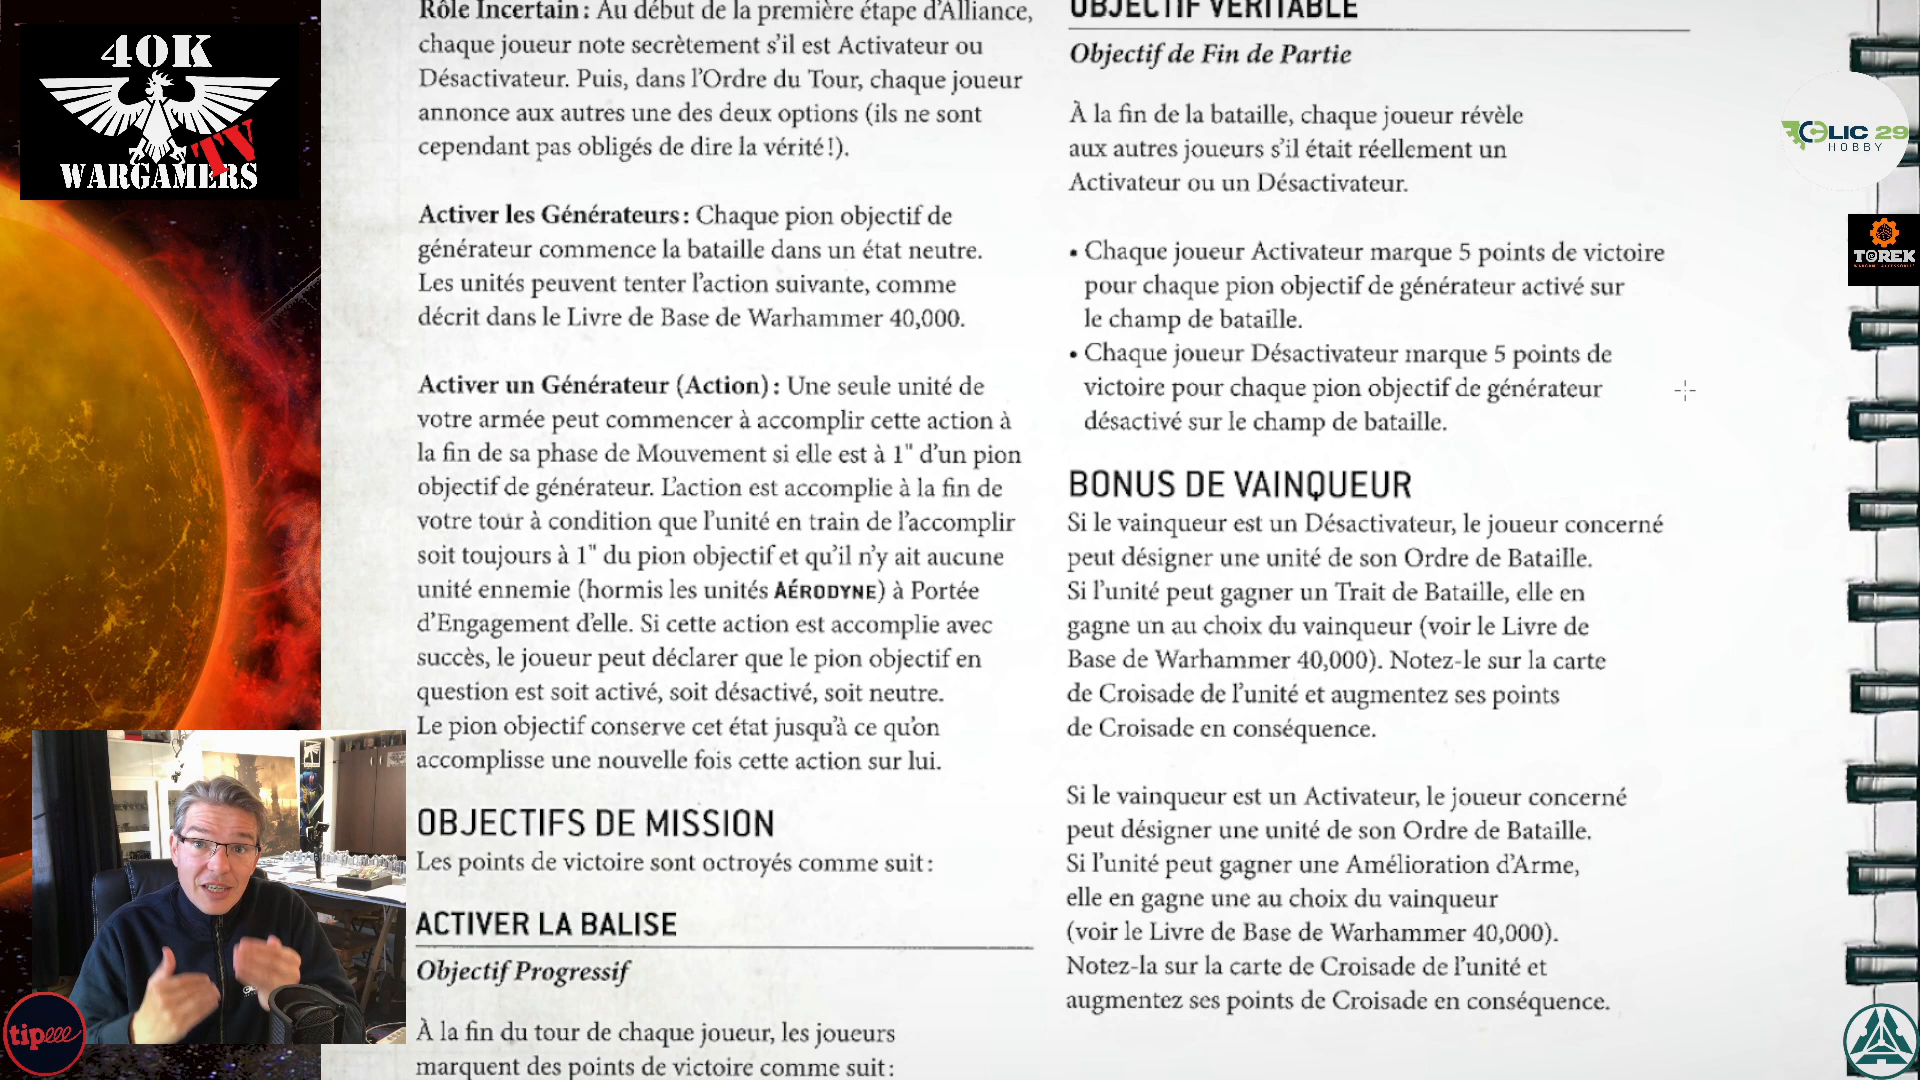 40K
TV
WARGAMERS
Rôle Incertain : Au début de la première étape d'Alliance,
chaque joueur note secrètement s'il est Activateur ou
Désactivateur. Puis, dans l'Ordre du Tour, chaque joueur
annonce aux autres une des deux options (ils ne sont
cependant pas obligés de dire la vérité !).
Activer les Générateurs : Chaque pion objectif de
générateur commence la bataille dans un état neutre.
Les unités peuvent tenter l'action suivante, comme
décrit dans le Livre de Base de Warhammer 40,000.
Activer un Générateur (Action) : Une seule unité de
votre armée peut commencer à accomplir cette action à
la fin de sa phase de Mouvement si elle est à 1" d'un pion
objectif de générateur. L'action est accomplie à la fin de
votre tour à condition que l'unité en train de l'accomplir
soit toujours à 1" du pion objectif et qu'il n'y ait aucune
unité ennemie (hormis les unités AÉRODYNE) à Portée
d'Engagement d'elle. Si cette action est accomplie avec
succès, le joueur peut déclarer que le pion objectif en
question est soit activé, soit désactivé, soit neutre.
Le pion objectif conserve cet état jusqu'à ce qu'on
accomplisse une nouvelle fois cette action sur lui.
OBJECTIFS DE MISSION
Les points de victoire sont octroyés comme suit :
ACTIVER LA BALISE
Objectif Progressif
À la fin du tour de chaque joueur, les joueurs
marquent des points de victoire comme suit :
OBJECTIF VÉRITABLE
Objectif de Fin de Partie
À la fin de la bataille, chaque joueur révèle
aux autres joueurs s'il était réellement un
Activateur ou un Désactivateur.
• Chaque joueur Activateur marque 5 points de victoire
pour chaque pion objectif de générateur activé sur
le champ de bataille.
• Chaque joueur Désactivateur marque 5 points de
victoire pour chaque pion objectif de générateur
désactivé sur le champ de bataille.
BONUS DE VAINQUEUR
Si le vainqueur est un Désactivateur, le joueur concerné
peut désigner une unité de son Ordre de Bataille.
Si l'unité peut gagner un Trait de Bataille, elle en
gagne un au choix du vainqueur (voir le Livre de
Base de Warhammer 40,000). Notez-le sur la carte
de Croisade de l'unité et augmentez ses points
de Croisade en conséquence.
Si le vainqueur est un Activateur, le joueur concerné
peut désigner une unité de son Ordre de Bataille.
Si l'unité peut gagner une Amélioration d'Arme,
elle en gagne une au choix du vainqueur
(voir le Livre de Base de Warhammer 40,000).
Notez-la sur la carte de Croisade de l'unité et
augmentez ses points de Croisade en conséquence.
CLIC 29
HOBBY
TOREK
tipeee